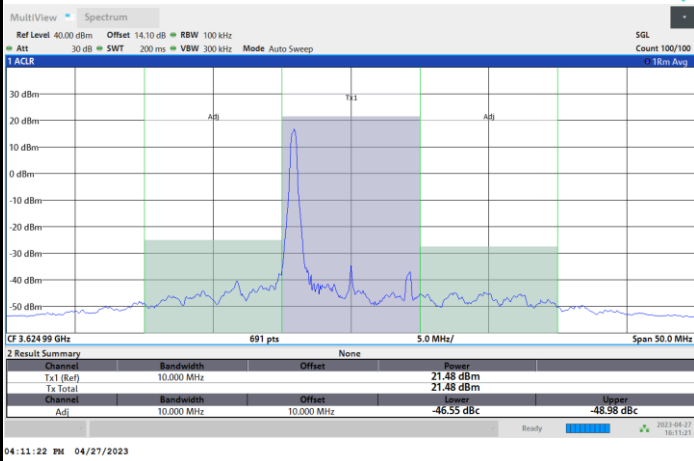 MultiView Spectrum
Ref Level 40.00 dBm Offset 14.10 dB RBW 100 kHz SGL
Att 30 dB SWT 200 ms VBW 300 kHz Mode Auto Sweep Count 100/100
1 ACLR 1Rm Avg
30 dBm
Tx1
20 dBm
Adj Adj
10 dBm
0 dBm
-10 dBm
-20 dBm
-30 dBm
-40 dBm
-50 dBm
CF 3.62499 GHz 691 pts 5.0 MHz/ Span 50.0 MHz
2 Result Summary None
Channel Bandwidth Offset Power
Tx1 (Ref) 10.000 MHz 21.48 dBm
Tx Total 21.48 dBm
Channel Bandwidth Offset Lower Upper
Adj 10.000 MHz 10.000 MHz -46.55 dBc -48.98 dBc
Ready 2023-04-27
16:11:21
04:11:22 PM 04/27/2023